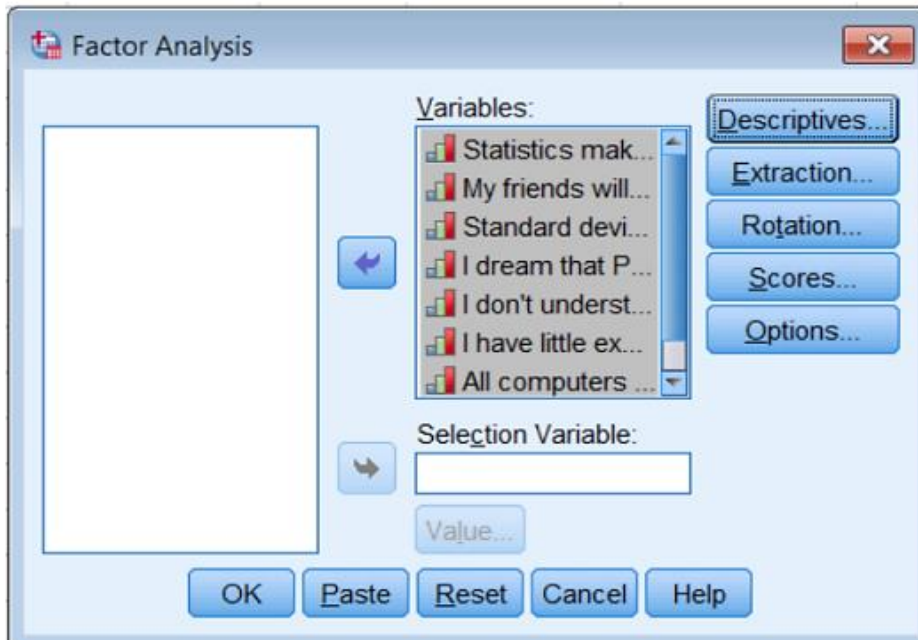 Factor Analysis
Variables:
Statistics mak...
My friends will...
Standard devi...
I dream that P...
I don't underst...
I have little ex...
All computers ...
Selection Variable:
Value...
Descriptives...
Extraction...
Rotation...
Scores...
Options...
OK Paste Reset Cancel Help